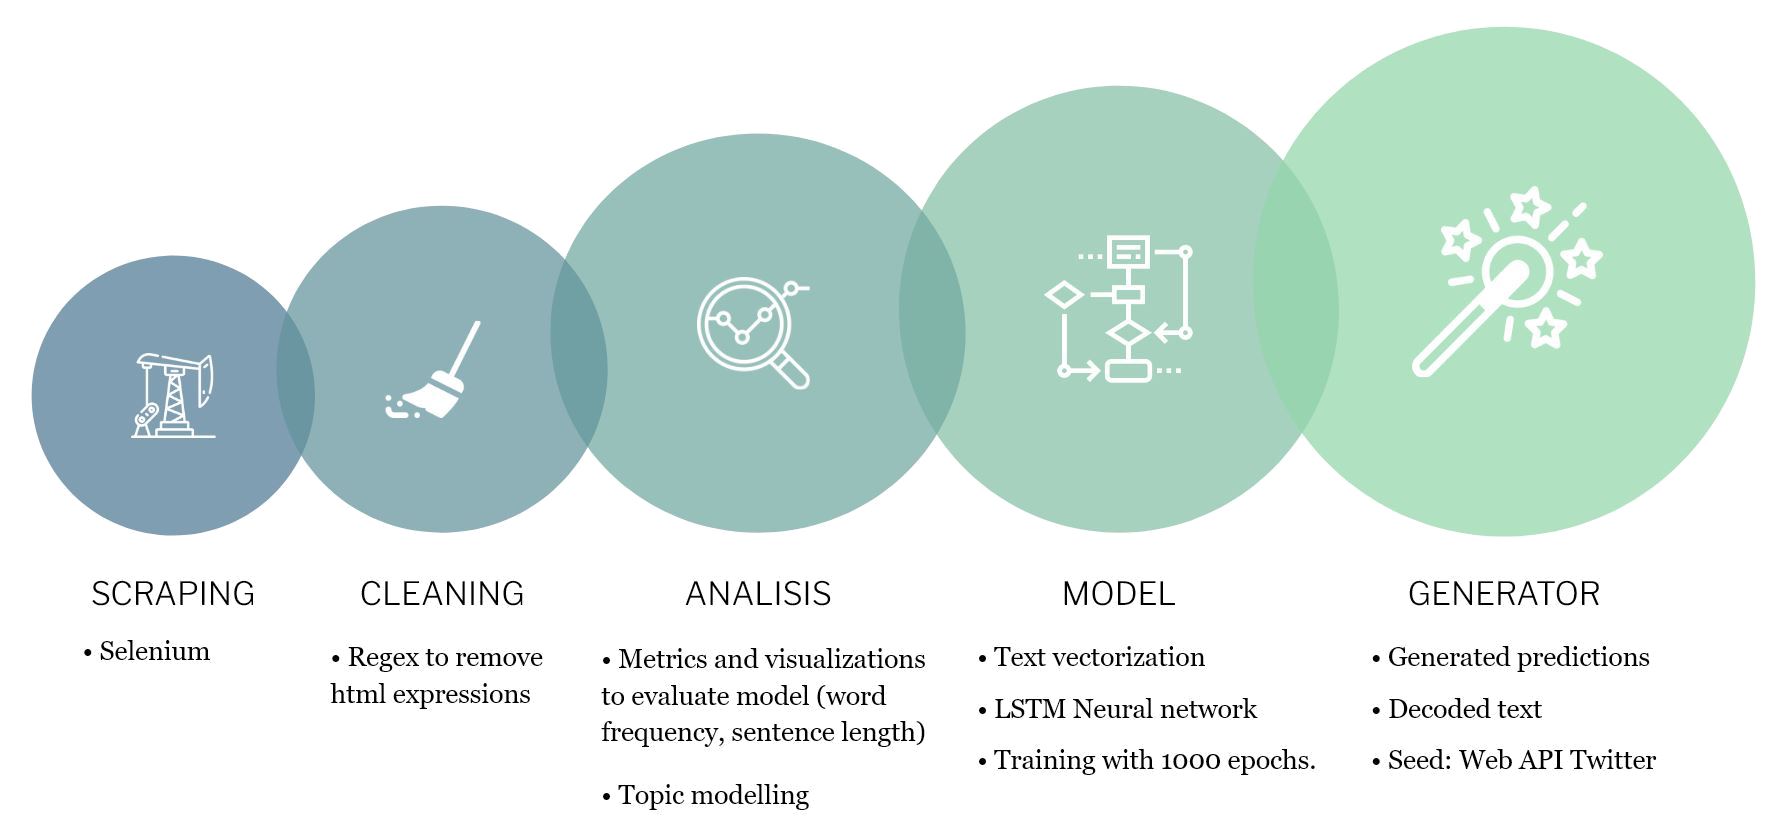 SCRAPING
• Selenium
CLEANING
• Regex to remove
html expressions
ANALISIS
• Metrics and visualizations
to evaluate model (word
frequency, sentence length)
• Topic modelling
MODEL
• Text vectorization
• LSTM Neural network
• Training with 1000 epochs.
GENERATOR
• Generated predictions
• Decoded text
• Seed: Web API Twitter